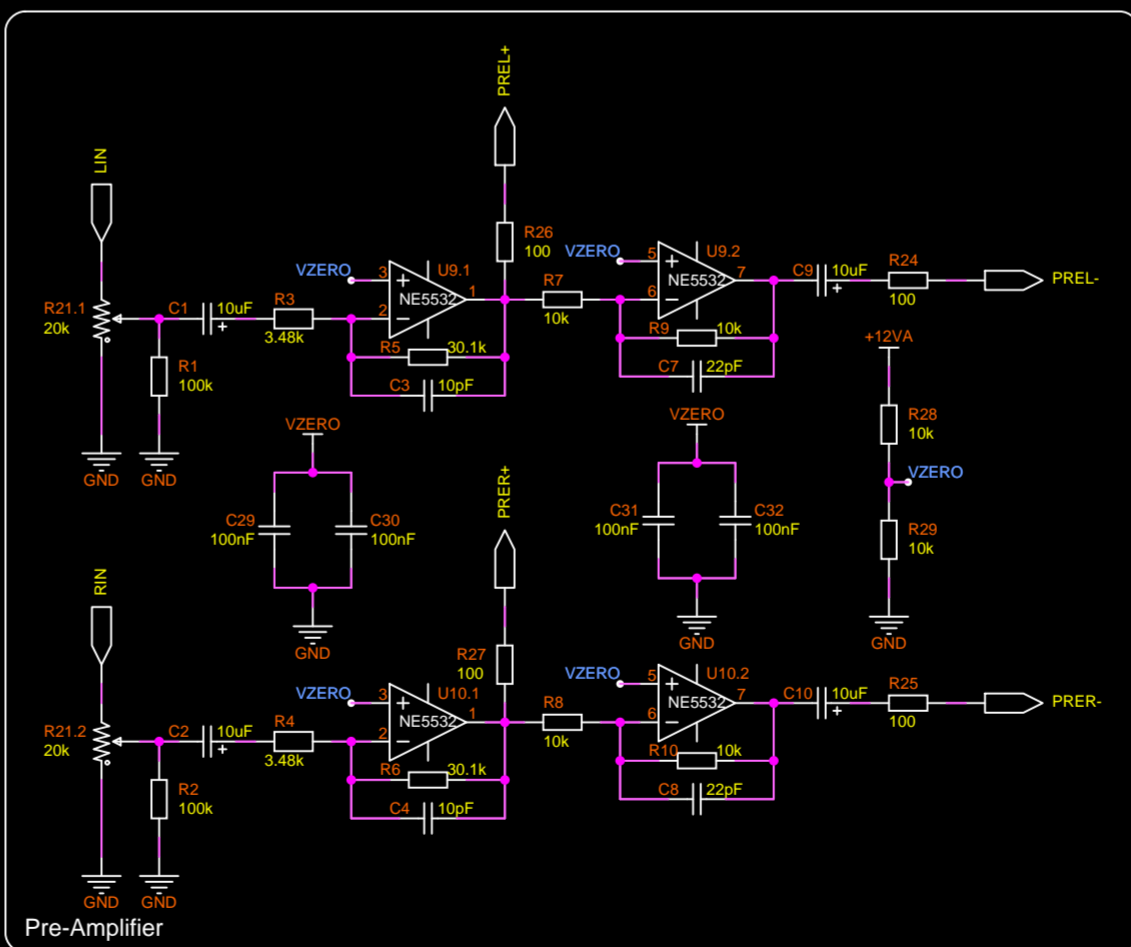 PREL+
LIN
R26
100
VZERO
3
U9.1
NE5532
1
2
R7
10k
VZERO
5
U9.2
NE5532
7
6
C9
10uF
R24
100
PREL-
R21.1
20k
C1
10uF
R3
3.48k
R5
30.1k
C3
10pF
R9
10k
C7
22pF
R1
100k
GND
GND
+12VA
R28
10k
VZERO
R29
10k
GND
VZERO
C29
100nF
C30
100nF
GND
VZERO
C31
100nF
C32
100nF
GND
PRER+
RIN
R27
100
VZERO
3
U10.1
NE5532
1
2
R8
10k
VZERO
5
U10.2
NE5532
7
6
C10
10uF
R25
100
PRER-
R21.2
20k
C2
10uF
R4
3.48k
R6
30.1k
C4
10pF
R10
10k
C8
22pF
R2
100k
GND
GND
Pre-Amplifier